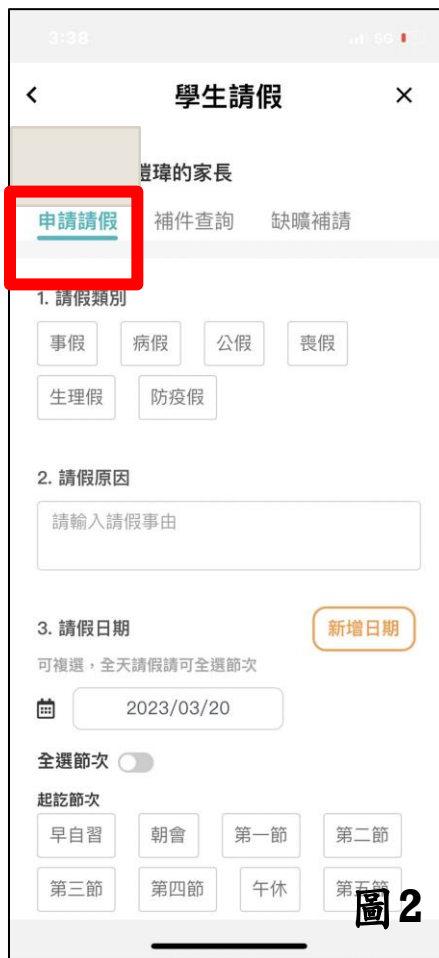 3:38 5G
學生請假
瑋的家長
申請請假 補件查詢 缺曠補請
1. 請假類別
事假 病假 公假 喪假
生理假 防疫假
2. 請假原因
請輸入請假事由
3. 請假日期 新增日期
可複選，全天請假請可全選節次
2023/03/20
全選節次
起訖節次
早自習 朝會 第一節 第二節
第三節 第四節 午休 第五節
圖2